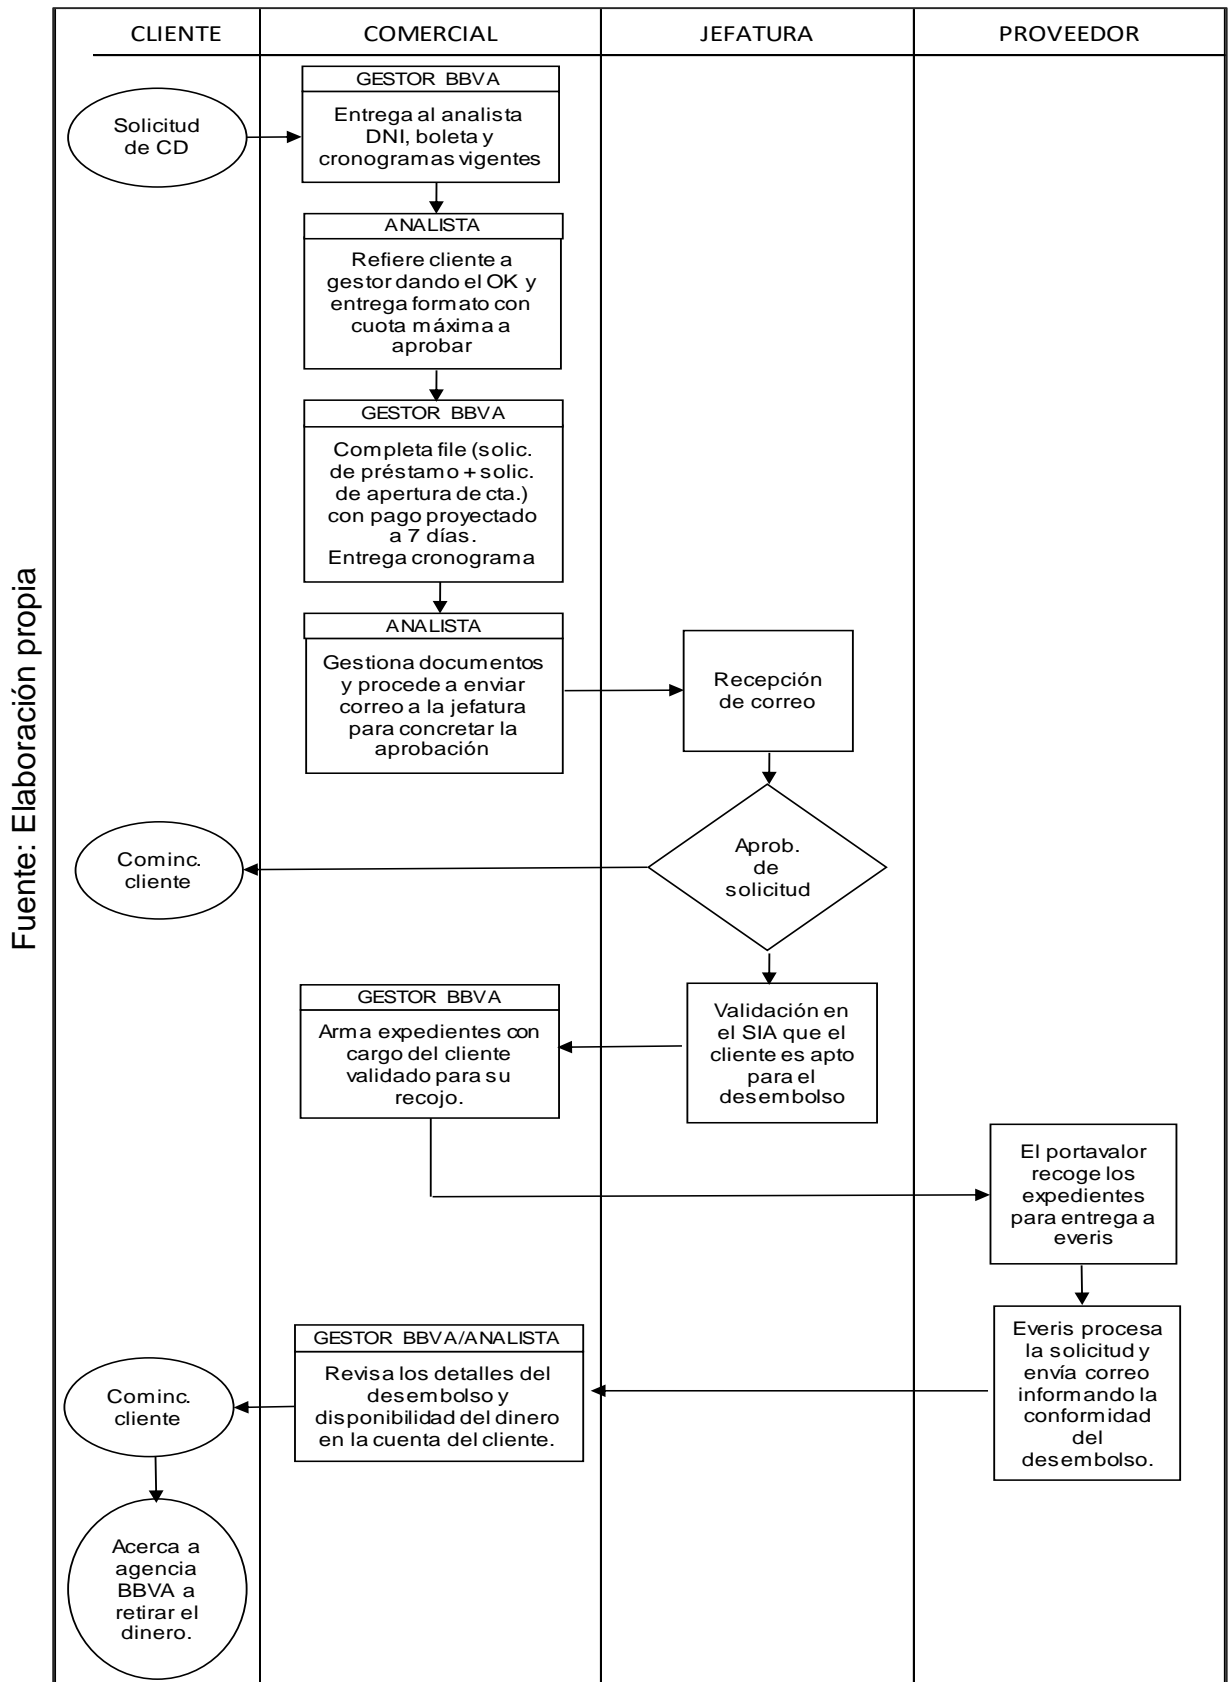 CLIENTE COMERCIAL JEFATURA PROVEEDOR
Solicitud
de CD
GESTOR BBVA
Entrega al analista
DNI, boleta y
cronogramas vigentes
ANALISTA
Refiere cliente a
gestor dando el OK y
entrega formato con
cuota máxima a
aprobar
GESTOR BBVA
Completa file (solic.
de préstamo + solic.
de apertura de cta.)
con pago proyectado
a 7 días.
Entrega cronograma
ANALISTA
Gestiona documentos
y procede a enviar
correo a la jefatura
para concretar la
aprobación
Recepción
de correo
Aprob.
de
solicitud
Cominc.
cliente
Validación en
el SIA que el
cliente es apto
para el
desembolso
GESTOR BBVA
Arma expedientes con
cargo del cliente
validado para su
recojo.
El portavalor
recoge los
expedientes
para entrega a
everis
Everis procesa
la solicitud y
envía correo
informando la
conformidad
del
desembolso.
GESTOR BBVA/ANALISTA
Revisa los detalles del
desembolso y
disponibilidad del dinero
en la cuenta del cliente.
Cominc.
cliente
Acerca a
agencia
BBVA a
retirar el
dinero.
Fuente: Elaboración propia